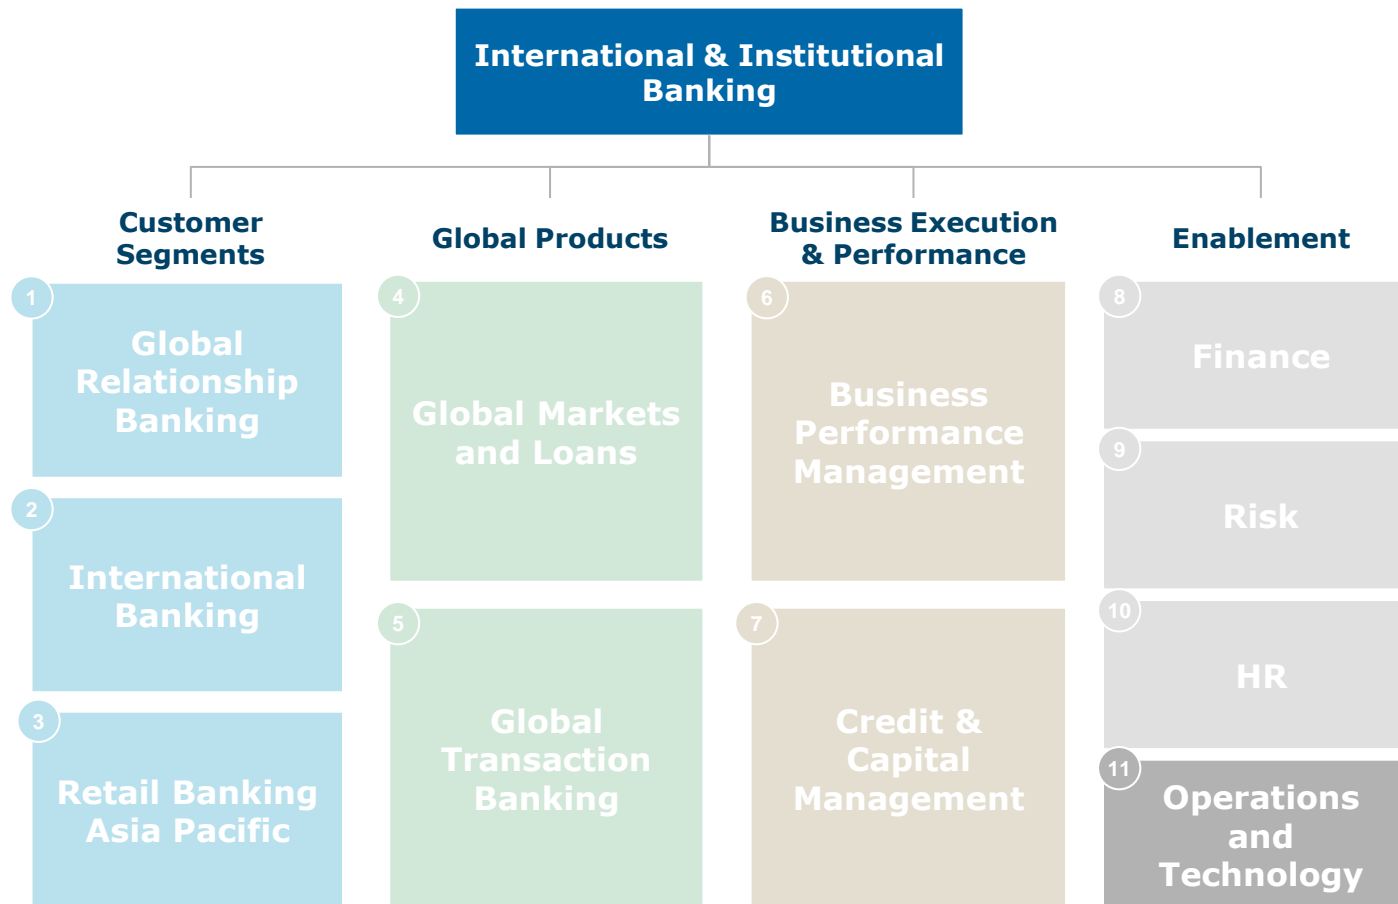 International & Institutional
Banking
Customer
Segments
Global Products
Business Execution
& Performance
Enablement
1
Global
Relationship
Banking
2
International
Banking
3
Retail Banking
Asia Pacific
4
Global Markets
and Loans
5
Global
Transaction
Banking
6
Business
Performance
Management
7
Credit &
Capital
Management
8
Finance
9
Risk
10
HR
11
Operations
and
Technology